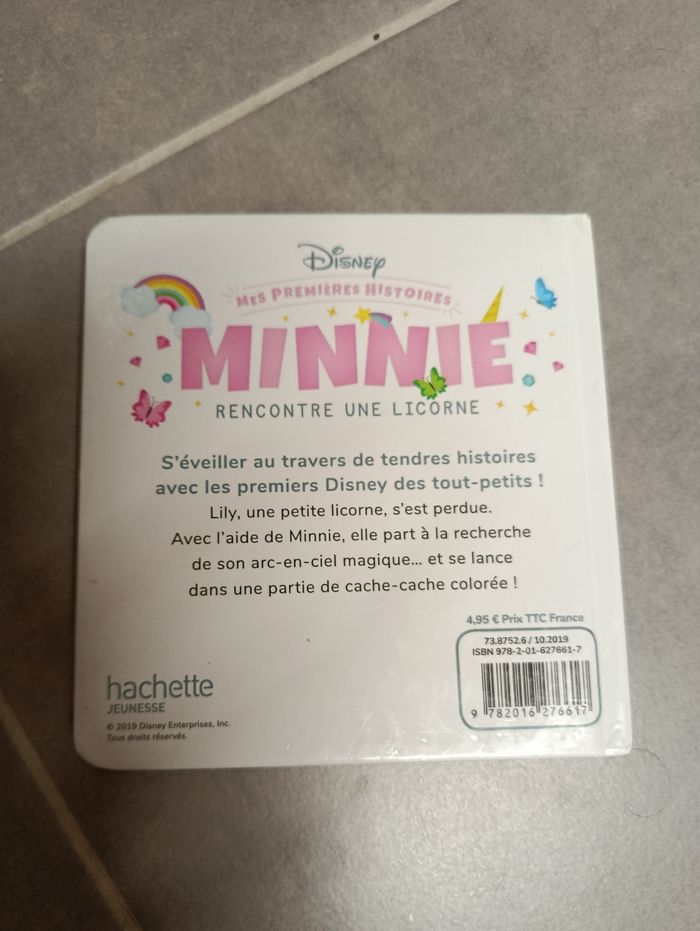 Disney
MES PREMIÈRES HISTOIRES
MINNIE
RENCONTRE UNE LICORNE
S'éveiller au travers de tendres histoires
avec les premiers Disney des tout-petits !
Lily, une petite licorne, s'est perdue.
Avec l'aide de Minnie, elle part à la recherche
de son arc-en-ciel magique... et se lance
dans une partie de cache-cache colorée !
4,95 € Prix TTC France
73.8752.6 / 10.2019
ISBN 978-2-01-627661-7
9 782016 276617
hachette
JEUNESSE
© 2019 Disney Enterprises, Inc.
Tous droits réservés.